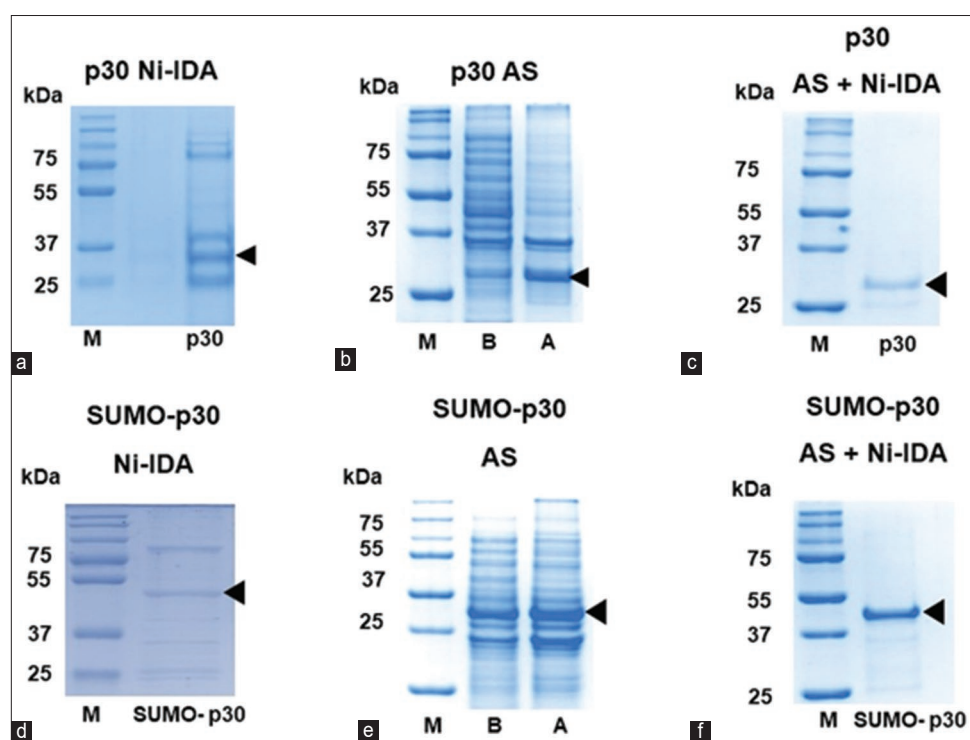 p30 Ni-IDA
kDa
75
55
37
25
M p30
a
p30 AS
kDa
75
55
37
25
M B A
b
p30
AS + Ni-IDA
kDa
75
55
37
25
M p30
c
SUMO-p30
Ni-IDA
kDa
75
55
37
25
M SUMO- p30
d
SUMO-p30
AS
kDa
75
55
37
25
M B A
e
SUMO-p30
AS + Ni-IDA
kDa
75
55
37
25
M SUMO-p30
f